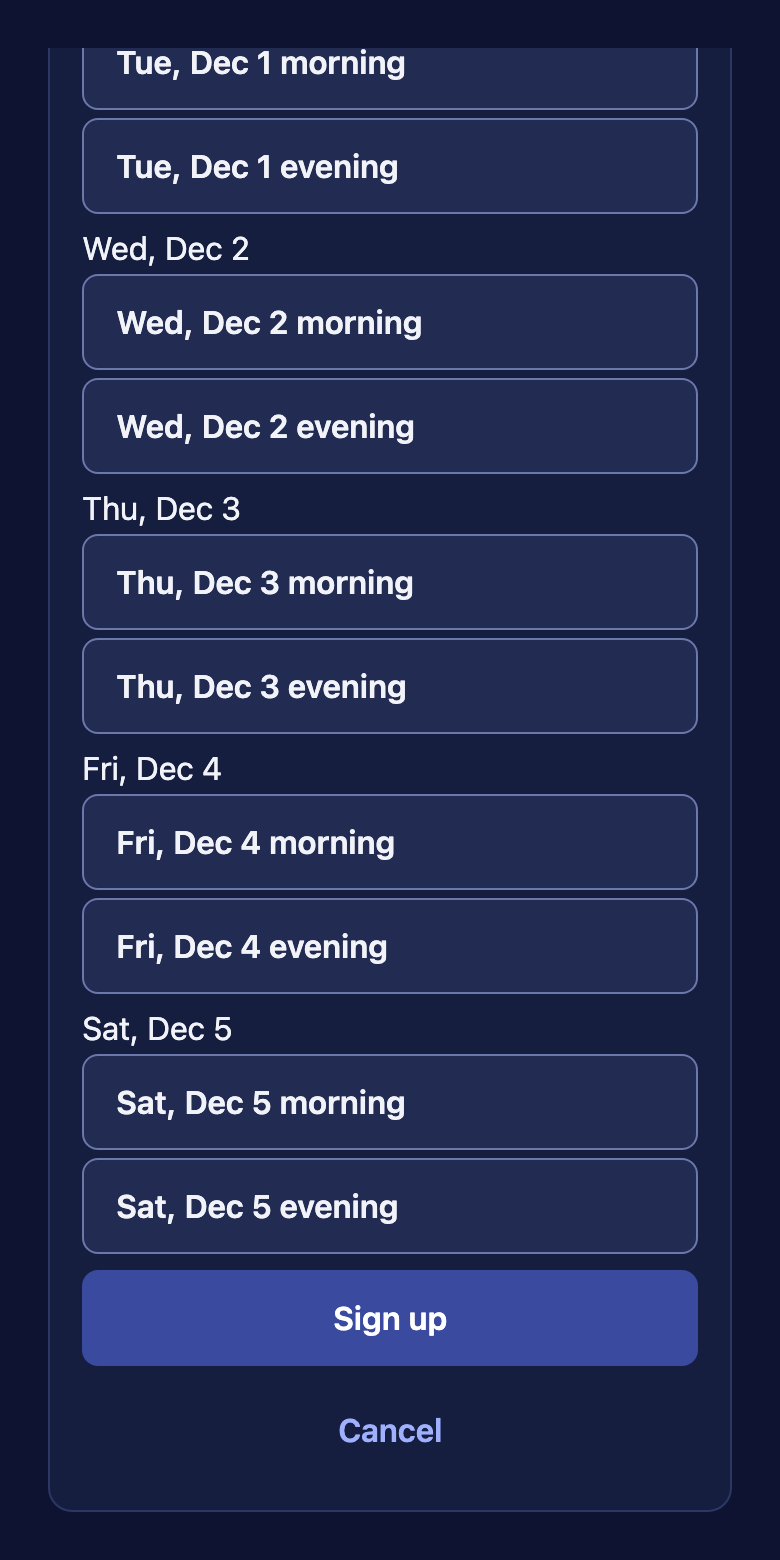 Tue, Dec 1 morning
Tue, Dec 1 evening
Wed, Dec 2
Wed, Dec 2 morning
Wed, Dec 2 evening
Thu, Dec 3
Thu, Dec 3 morning
Thu, Dec 3 evening
Fri, Dec 4
Fri, Dec 4 morning
Fri, Dec 4 evening
Sat, Dec 5
Sat, Dec 5 morning
Sat, Dec 5 evening
Sign up
Cancel